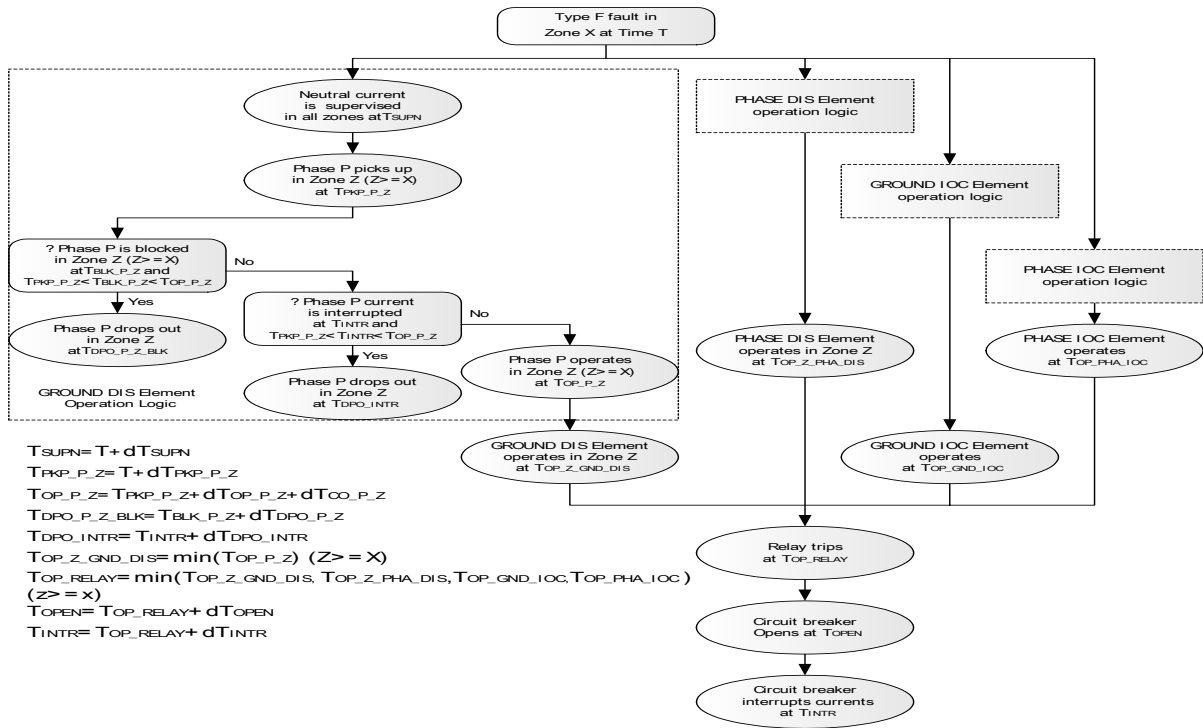 Type F fault in
Zone X at Time T
Neutral current
is supervised
in all zones at TSUPN
PHASE DIS Element
operation logic
Phase P picks up
in Zone Z (Z>=X)
at TPKP_P_Z
GROUND IOC Element
operation logic
? Phase P is blocked
in Zone Z (Z>=X)
at TBLK_P_Z and
TPKP_P_Z< TBLK_P_Z< TOP_P_Z
No
Yes
PHASE IOC Element
operation logic
? Phase P current
is interrupted
at TINTR and
TPKP_P_Z< TINTR< TOP_P_Z
No
Yes
Phase P drops out
in Zone Z
at TDPO_P_Z_BLK
PHASE DIS Element
operates in Zone Z
at TOP_Z_PHA_DIS
PHASE IOC Element
operates
at TOP_PHA_IOC
Phase P operates
in Zone Z (Z>=X)
at TOP_P_Z
Phase P drops out
in Zone Z
at TDPO_INTR
GROUND DIS Element
Operation Logic
GROUND DIS Element
operates in Zone Z
at TOP_Z_GND_DIS
GROUND IOC Element
operates
at TOP_GND_IOC
TSUPN= T+ dTSUPN
TPKP_P_Z= T+ dTPKP_P_Z
TOP_P_Z= TPKP_P_Z+ dTOP_P_Z+ dTCO_P_Z
TDPO_P_Z_BLK= TBLK_P_Z+ dTDPO_P_Z
TDPO_INTR= TINTR+ dTDPO_INTR
TOP_Z_GND_DIS= min(TOP_P_Z) (Z>= X)
TOP_RELAY= min(TOP_Z_GND_DIS, TOP_Z_PHA_DIS, TOP_GND_IOC, TOP_PHA_IOC )
(z>= x)
TOPEN= TOP_RELAY+ dTOPEN
TINTR= TOP_RELAY+ dTINTR
Relay trips
at TOP_RELAY
Circuit breaker
Opens at TOPEN
Circuit breaker
interrupts currents
at TINTR